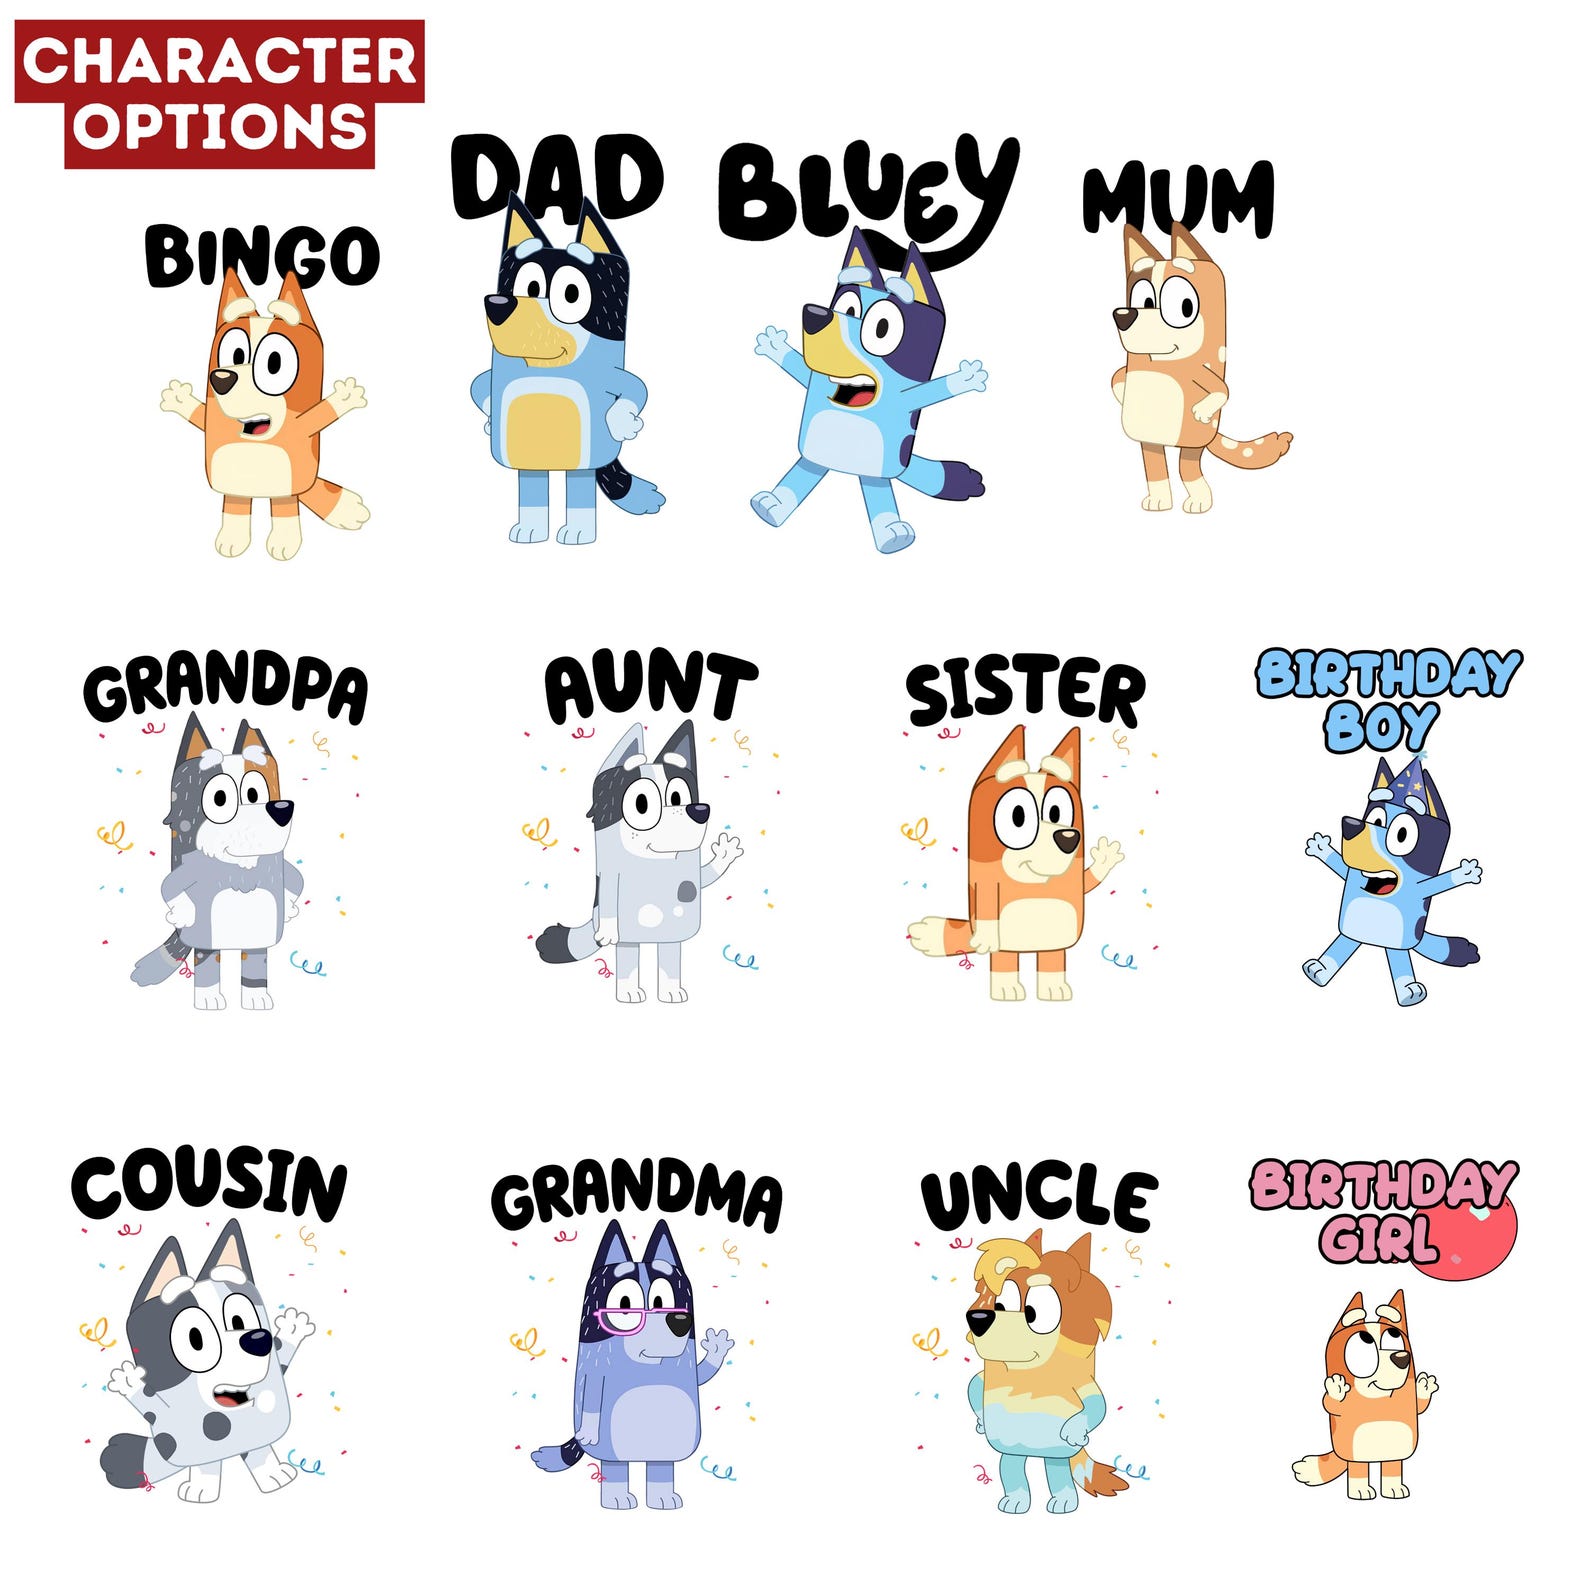 CHARACTER
OPTIONS
BINGO
DAD
BLUEY
MUM
GRANDPA
AUNT
SISTER
BIRTHDAY
BOY
COUSIN
GRANDMA
UNCLE
BIRTHDAY
GIRL